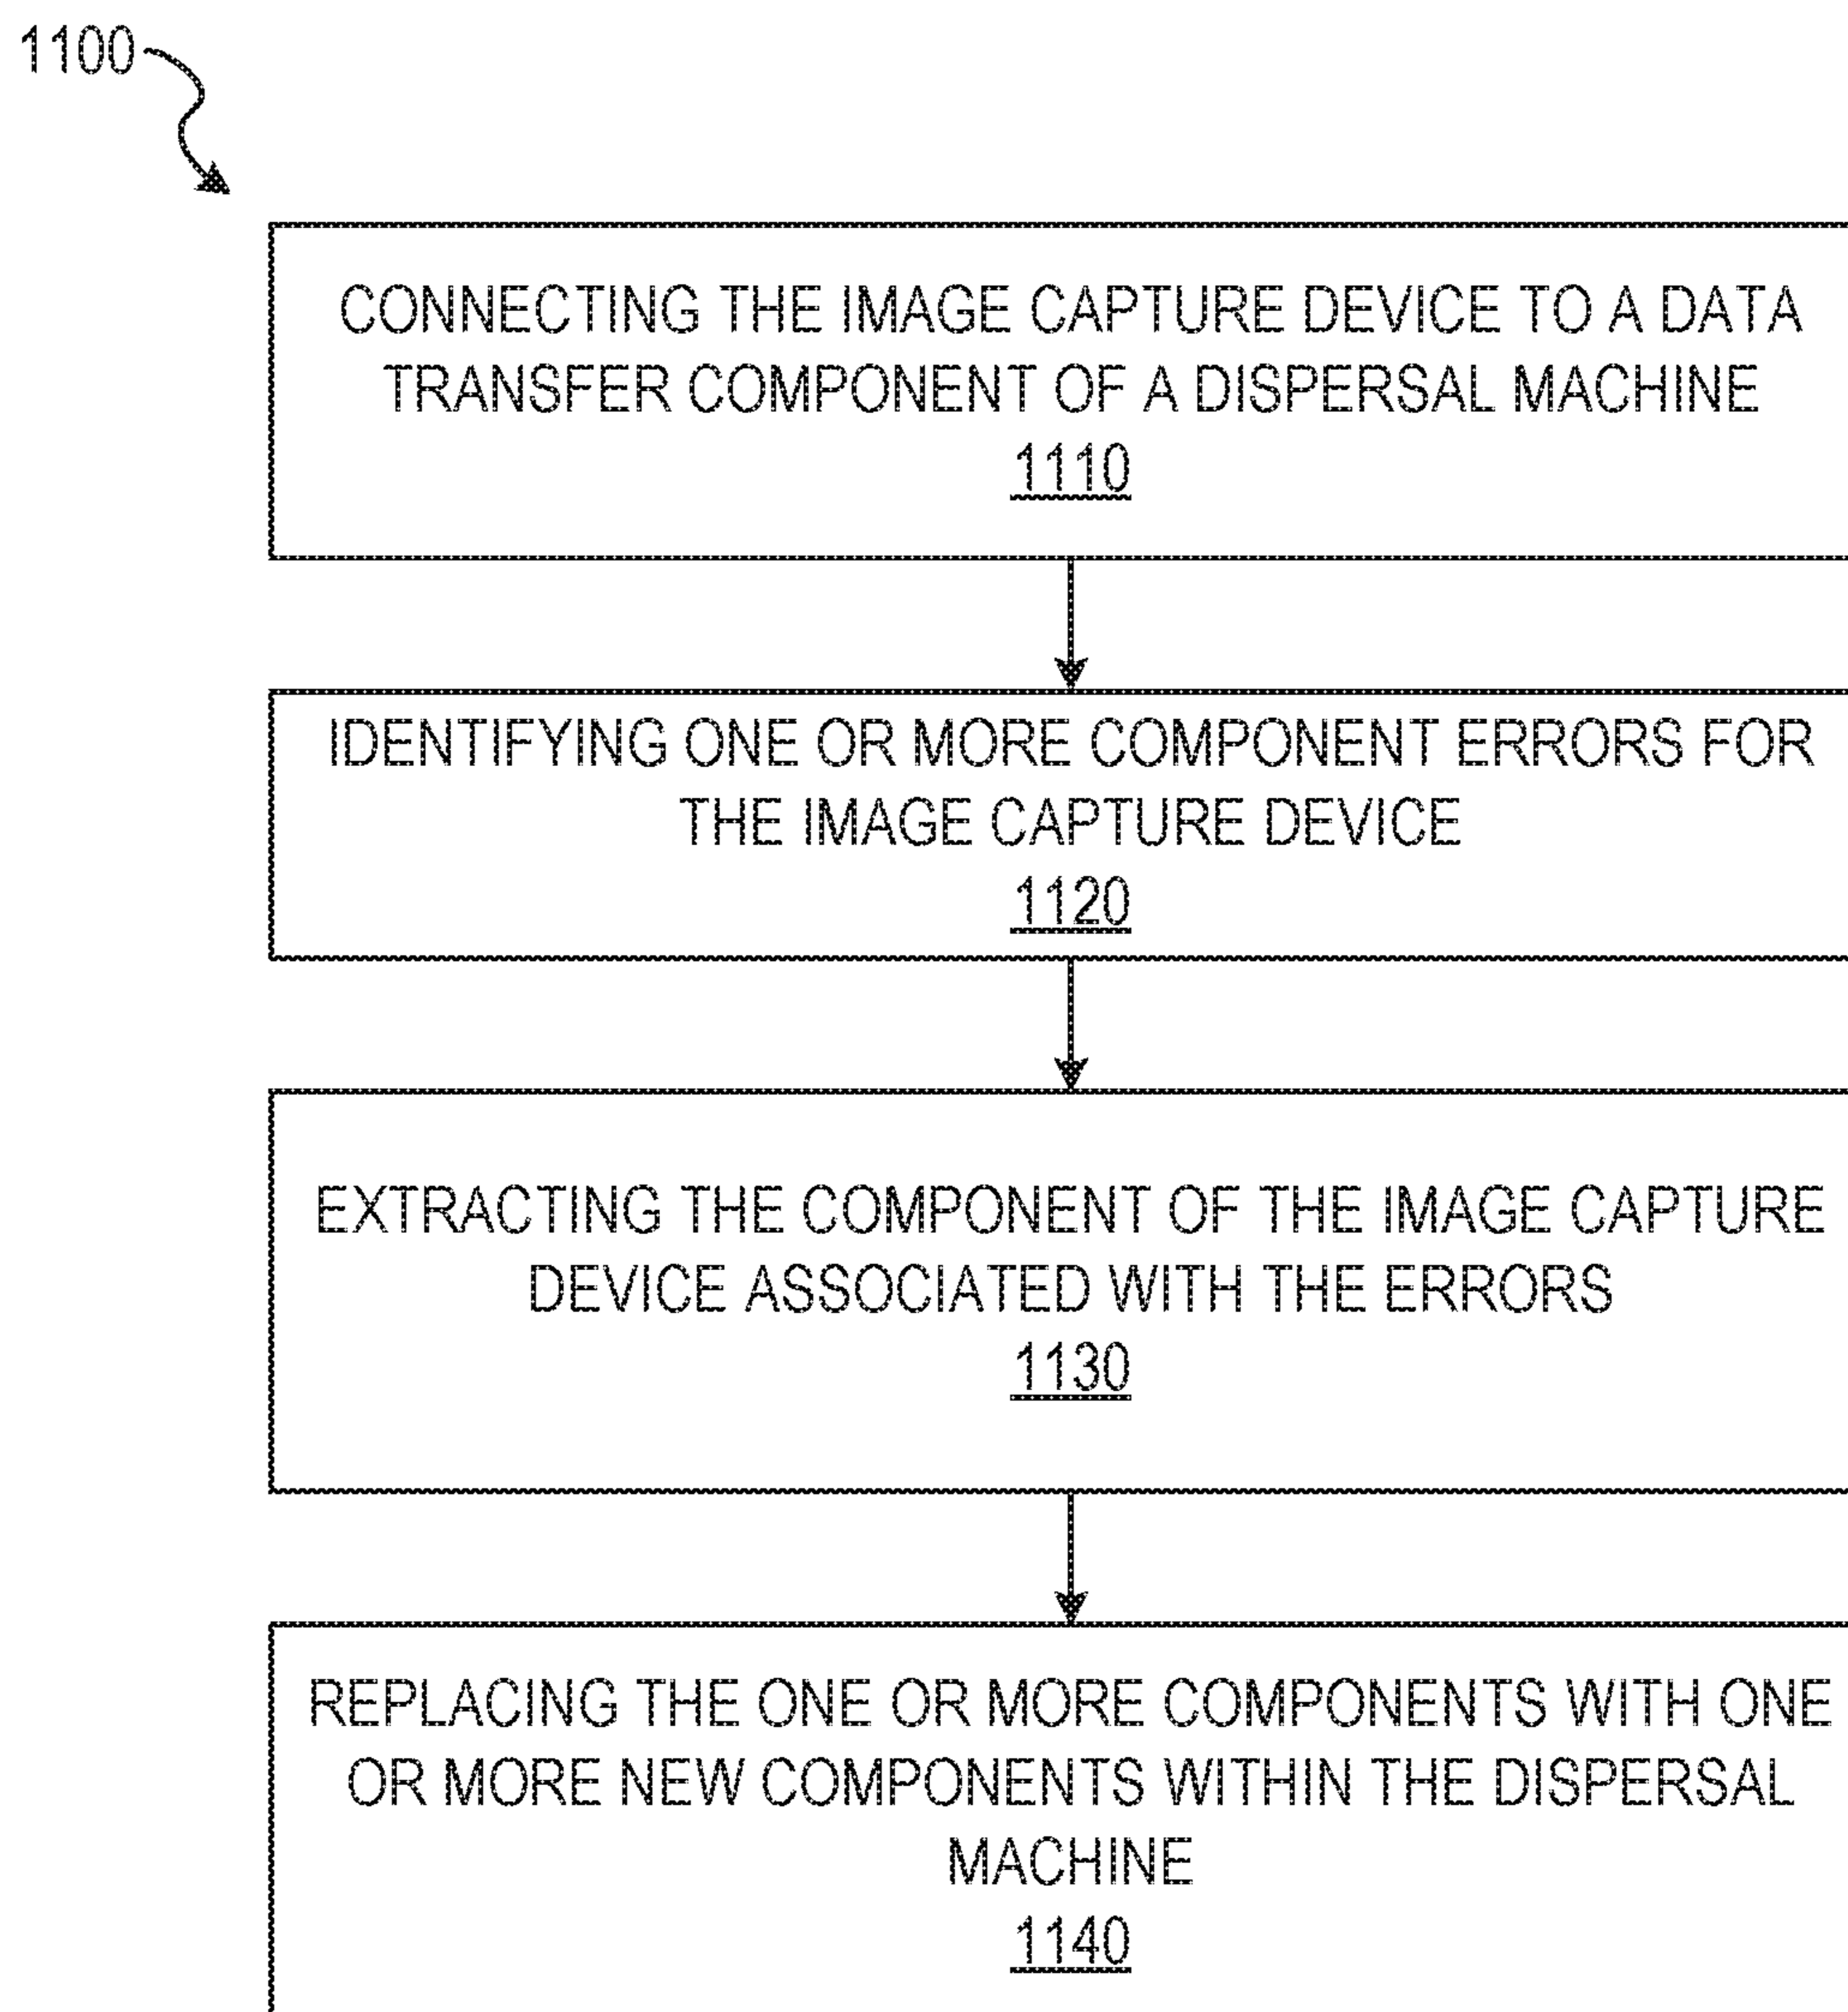 1100
CONNECTING THE IMAGE CAPTURE DEVICE TO A DATA
TRANSFER COMPONENT OF A DISPERSAL MACHINE
1110
IDENTIFYING ONE OR MORE COMPONENT ERRORS FOR
THE IMAGE CAPTURE DEVICE
1120
EXTRACTING THE COMPONENT OF THE IMAGE CAPTURE
DEVICE ASSOCIATED WITH THE ERRORS
1130
REPLACING THE ONE OR MORE COMPONENTS WITH ONE
OR MORE NEW COMPONENTS WITHIN THE DISPERSAL
MACHINE
1140